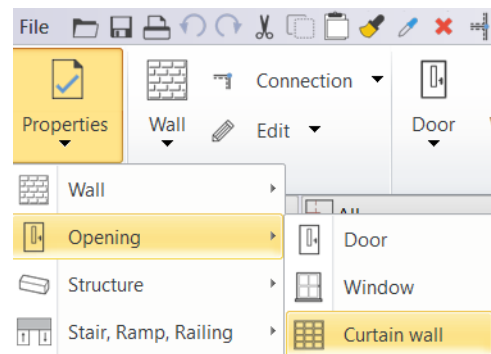 File
Properties
Wall
Connection
Edit
Door
Wall
All
Opening
Door
Structure
Window
Stair, Ramp, Railing
Curtain wall